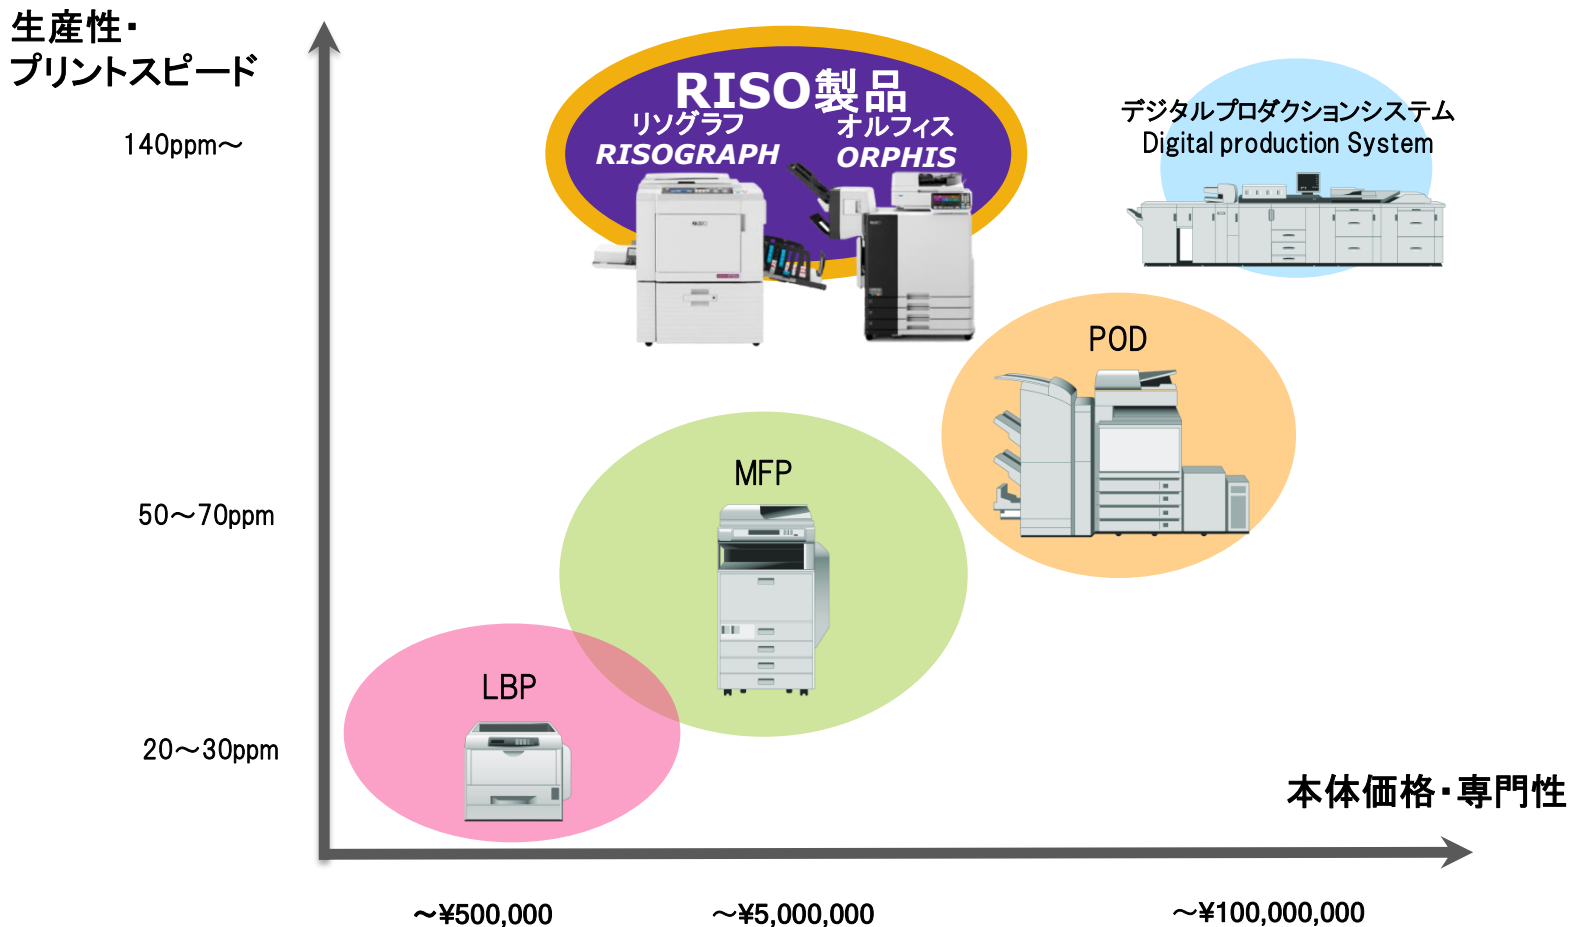 生産性・
プリントスピード
140ppm～
RISO製品
リソグラフ
RISOGRAPH
オルフィス
ORPHIS
デジタルプロダクションシステム
Digital production System
POD
MFP
50～70ppm
LBP
20～30ppm
本体価格・専門性
～¥500,000
～¥5,000,000
～¥100,000,000